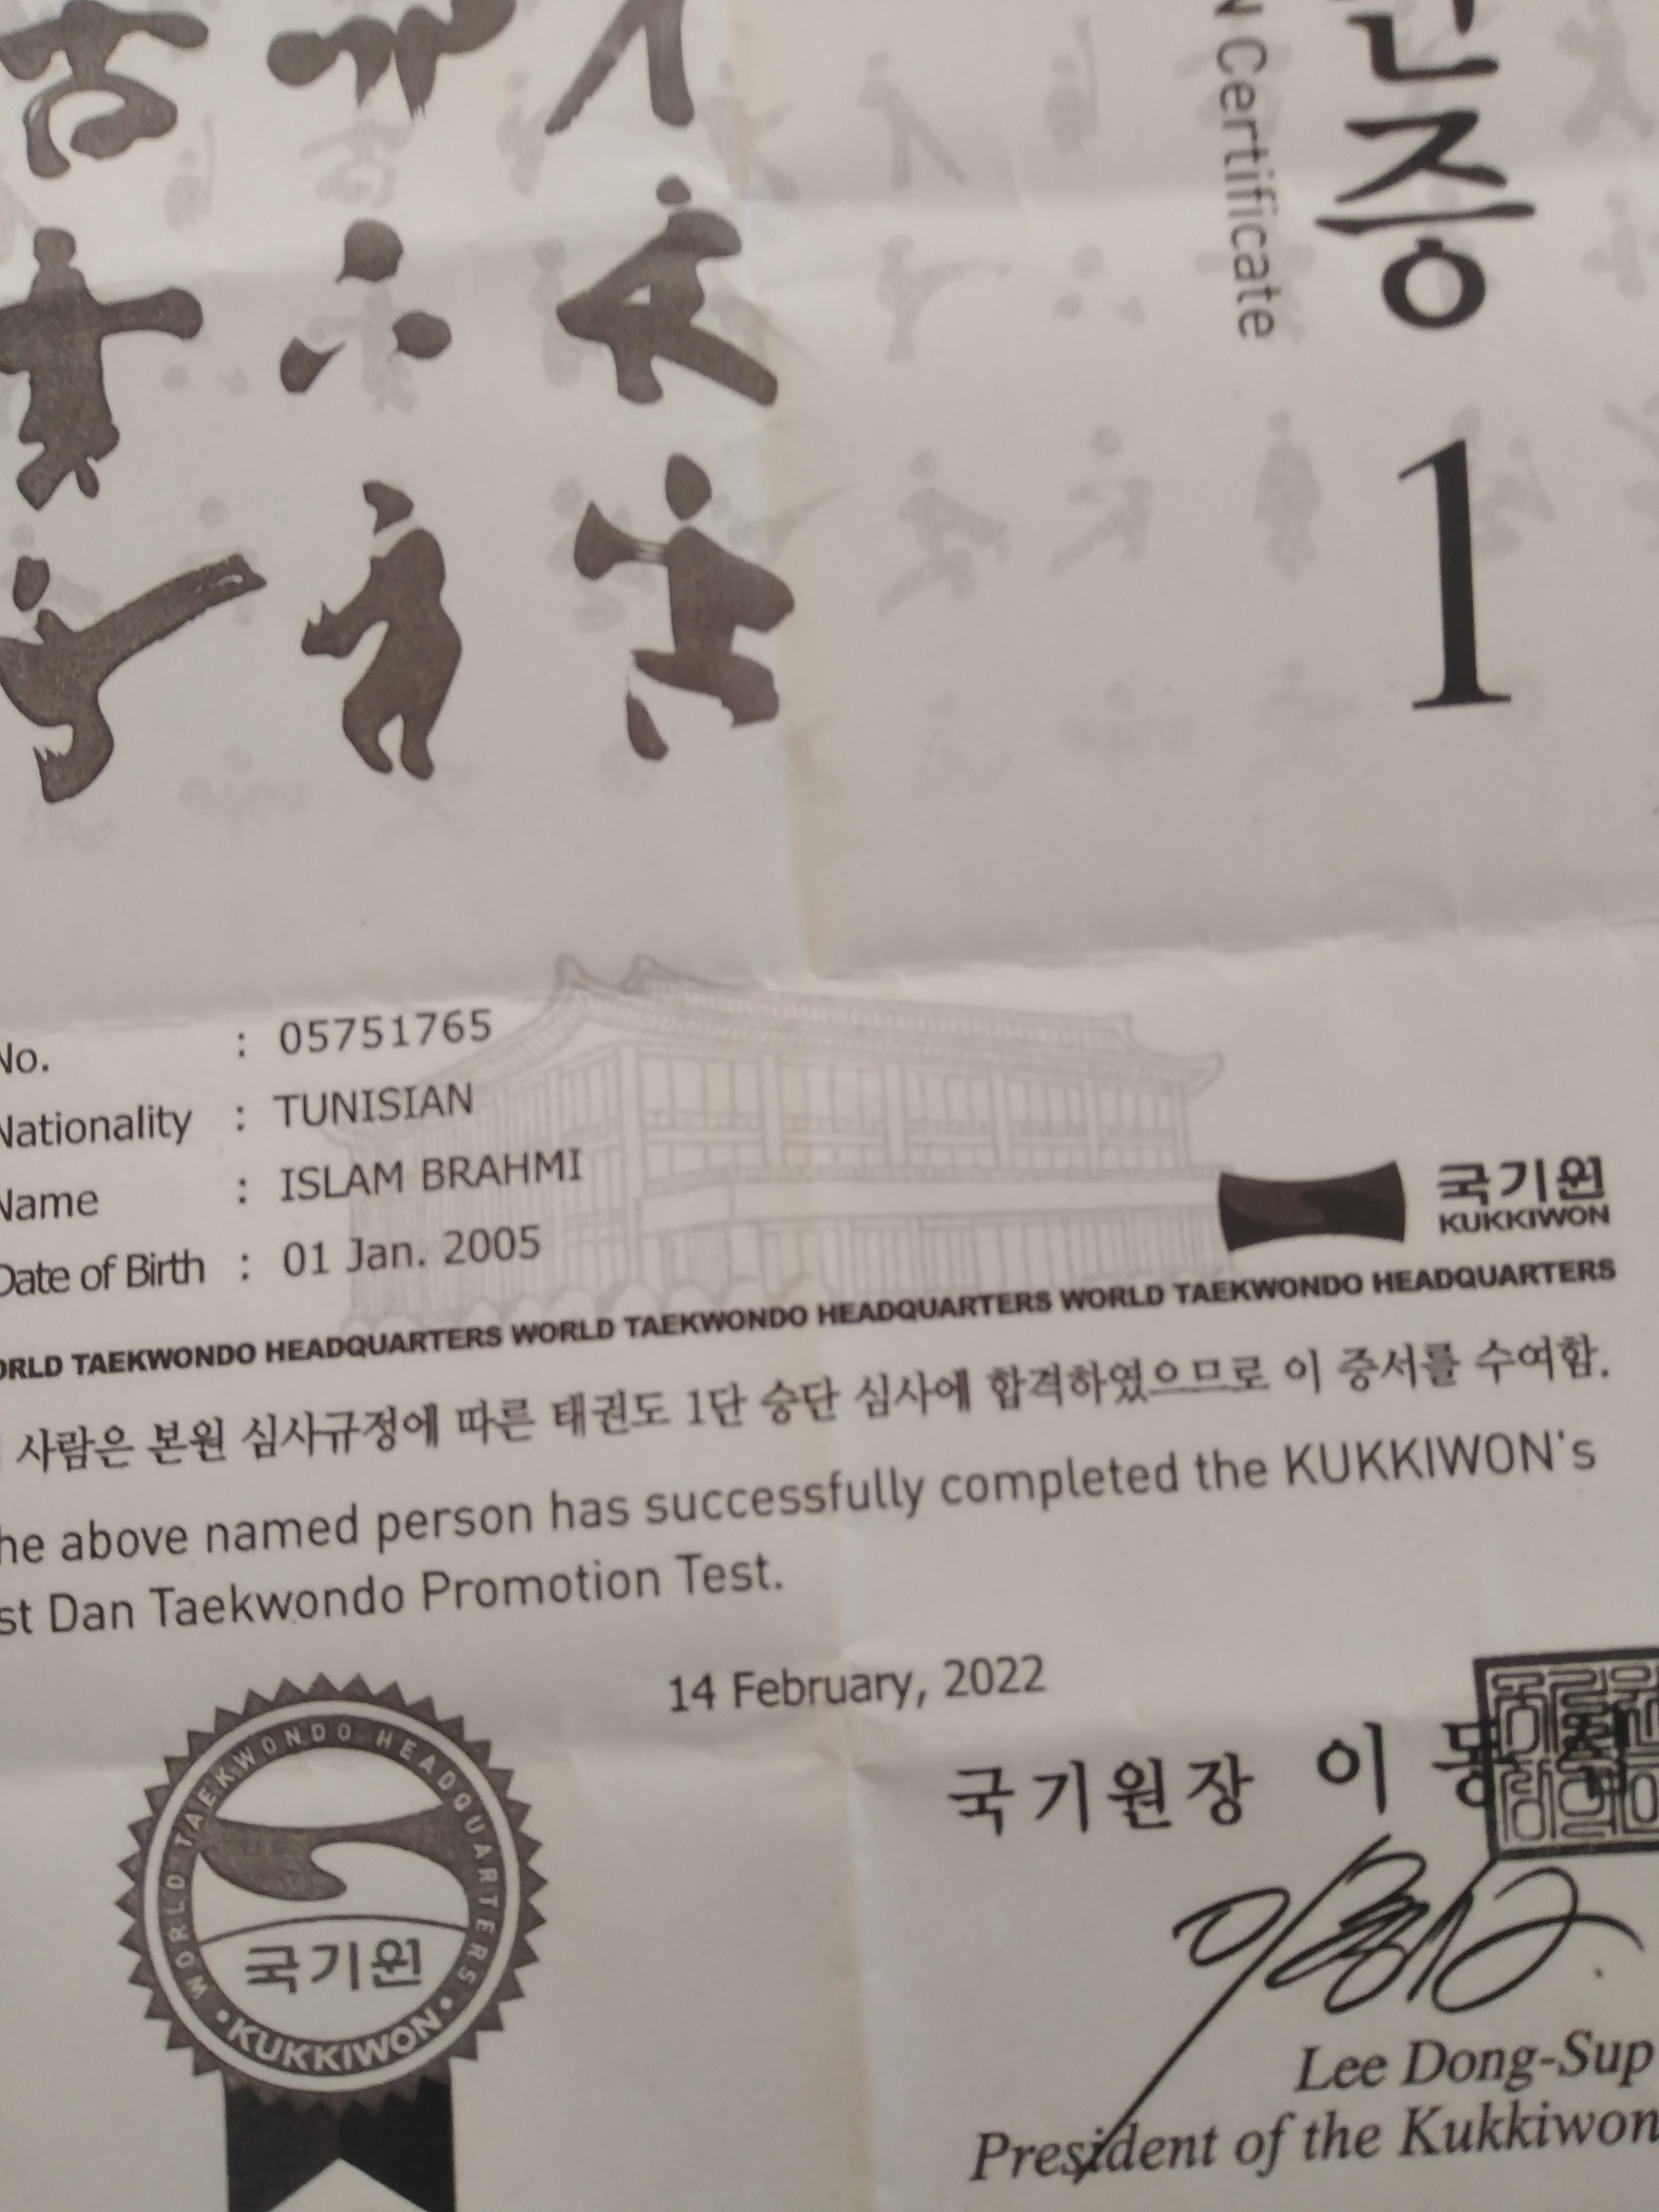 증
Certificate
1
No. : 05751765
Nationality : TUNISIAN
Name : ISLAM BRAHMI
Date of Birth : 01 Jan. 2005
국기원
KUKKIWON
WORLD TAEKWONDO HEADQUARTERS WORLD TAEKWONDO HEADQUARTERS WORLD TAEKWONDO HEADQUARTERS
사람은 본원 심사규정에 따른 태권도 1단 승단 심사에 합격하였으므로 이 증서를 수여함.
he above named person has successfully completed the KUKKIWON's
st Dan Taekwondo Promotion Test.
14 February, 2022
국기원장 이
WORLD TAEKWONDO HEADQUARTERS
국기원
• KUKKIWON •
Lee Dong-Sup
President of the Kukkiwon